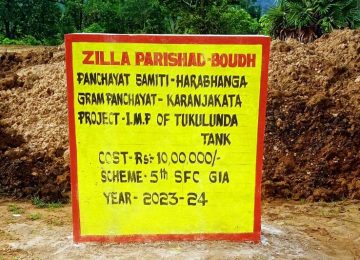 ZILLA PARISHAD-BOUDH
PANCHAYAT SAMITI-HARABHANGA
GRAM PANCHAYAT- KARANJAKATA
PROJECT-I.M.P OF TUKULUNDA
TANK
COST- Rs- 10,00,000/-
SCHEME- 5th SFC GIA
YEAR- 2023-24